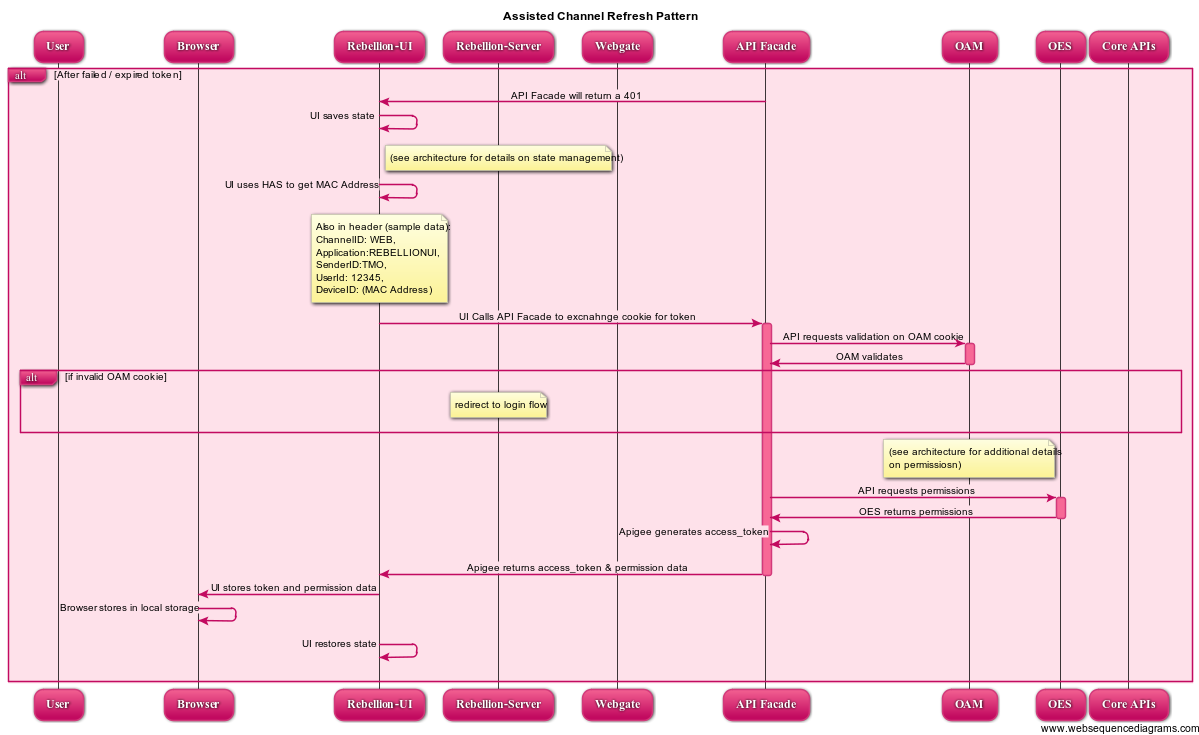 Assisted Channel Refresh Pattern
User
Browser
Rebellion-UI
Rebellion-Server
Webgate
API Facade
OAM
OES
Core APIs
alt
[After failed / expired token]
API Facade will return a 401
UI saves state
(see architecture for details on state management)
UI uses HAS to get MAC Address
Also in header (sample data):
ChannelID: WEB,
Application:REBELLIONUI,
SenderID:TMO,
UserId: 12345,
DeviceID: (MAC Address)
UI Calls API Facade to excnahnge cookie for token
API requests validation on OAM cookie
OAM validates
alt
[if invalid OAM cookie]
redirect to login flow
(see architecture for additional details
on permissiosn)
API requests permissions
OES returns permissions
Apigee generates access_token
Apigee returns access_token & permission data
UI stores token and permission data
Browser stores in local storage
UI restores state
User
Browser
Rebellion-UI
Rebellion-Server
Webgate
API Facade
OAM
OES
Core APIs
www.websequencediagrams.com